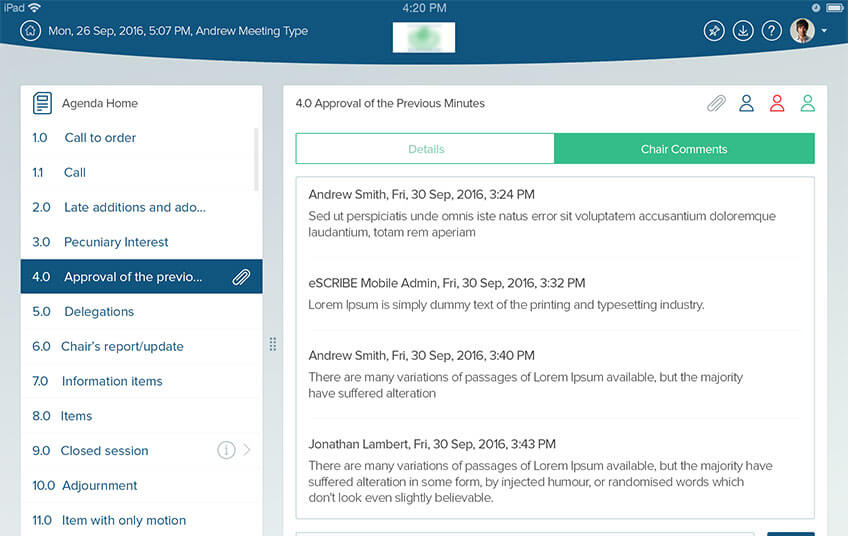 iPad 4:20 PM
Mon, 26 Sep, 2016, 5:07 PM, Andrew Meeting Type
?
Agenda Home
1.0 Call to order
1.1 Call
2.0 Late additions and ado...
3.0 Pecuniary Interest
4.0 Approval of the previo...
5.0 Delegations
6.0 Chair's report/update
7.0 Information items
8.0 Items
9.0 Closed session
10.0 Adjournment
11.0 Item with only motion
4.0 Approval of the Previous Minutes
Details Chair Comments
Andrew Smith, Fri, 30 Sep, 2016, 3:24 PM
Sed ut perspiciatis unde omnis iste natus error sit voluptatem accusantium doloremque
laudantium, totam rem aperiam
eSCRIBE Mobile Admin, Fri, 30 Sep, 2016, 3:32 PM
Lorem Ipsum is simply dummy text of the printing and typesetting industry.
Andrew Smith, Fri, 30 Sep, 2016, 3:40 PM
There are many variations of passages of Lorem Ipsum available, but the majority
have suffered alteration
Jonathan Lambert, Fri, 30 Sep, 2016, 3:43 PM
There are many variations of passages of Lorem Ipsum available, but the majority have
suffered alteration in some form, by injected humour, or randomised words which
don't look even slightly believable.